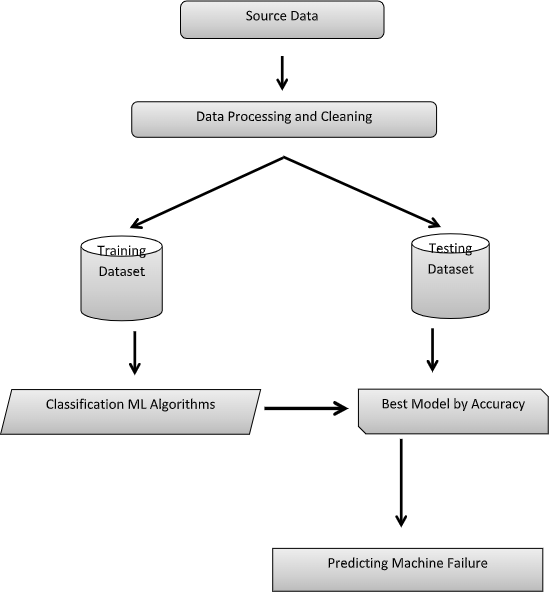 Source Data
Data Processing and Cleaning
Training
Dataset
Testing
Dataset
Classification ML Algorithms
Best Model by Accuracy
Predicting Machine Failure